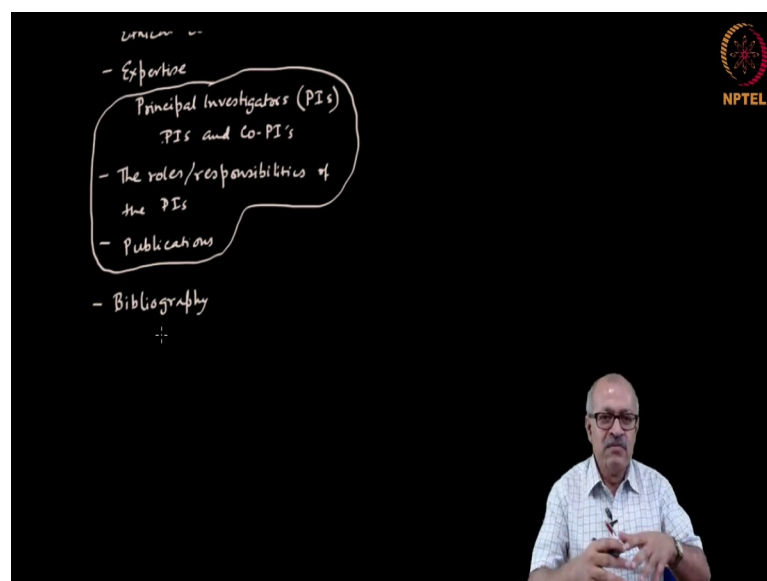 - Expertise
Principal Investigators (PIs)
PIs and Co-PI's
- The roles/responsibilities of
the PIs
- Publications
- Bibliography
NPTEL